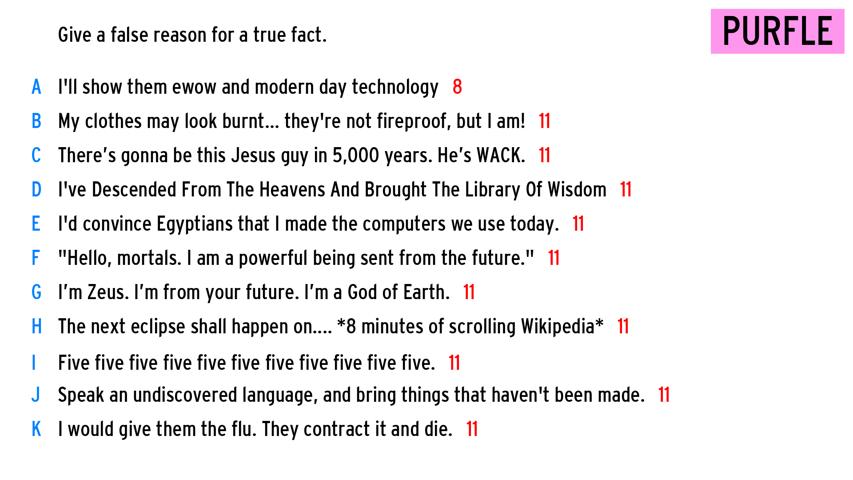 Give a false reason for a true fact.
PURFLE
A I'll show them ewow and modern day technology 8
B My clothes may look burnt... they're not fireproof, but I am! 11
C There’s gonna be this Jesus guy in 5,000 years. He’s WACK. 11
D I've Descended From The Heavens And Brought The Library Of Wisdom 11
E I'd convince Egyptians that I made the computers we use today. 11
F "Hello, mortals. I am a powerful being sent from the future." 11
G I’m Zeus. I’m from your future. I’m a God of Earth. 11
H The next eclipse shall happen on.... *8 minutes of scrolling Wikipedia* 11
I Five five five five five five five five five five five. 11
J Speak an undiscovered language, and bring things that haven't been made. 11
K I would give them the flu. They contract it and die. 11